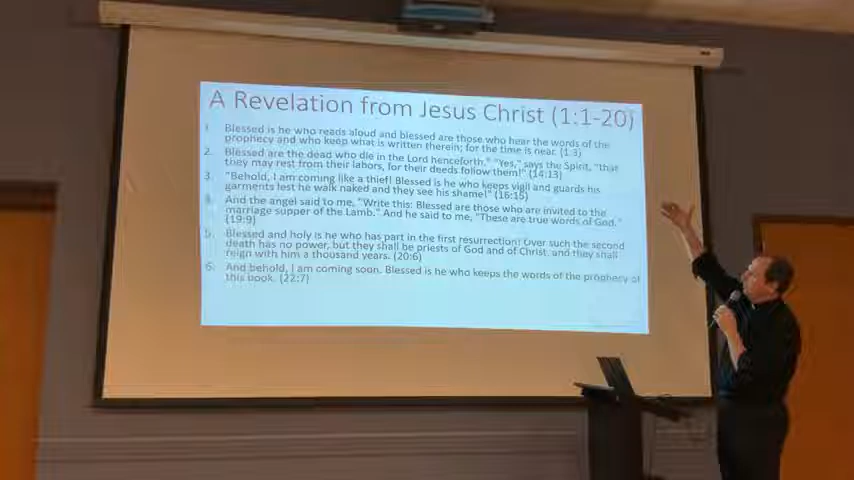 A Revelation from Jesus Christ (1:1-20)
1. Blessed is he who reads aloud and blessed are those who hear the words of the
prophecy and who keep what is written therein; for the time is near. (1:3)
2. Blessed are the dead who die in the Lord henceforth." "Yes," says the Spirit, "that
they may rest from their labors, for their deeds follow them!" (14:13)
3. "Behold, I am coming like a thief! Blessed is he who keeps vigil and guards his
garments lest he walk naked and they see his shame!" (16:15)
4. And the angel said to me, "Write this: Blessed are those who are invited to the
marriage supper of the Lamb." And he said to me, "These are true words of God."
(19:9)
5. Blessed and holy is he who has part in the first resurrection! Over such the second
death has no power, but they shall be priests of God and of Christ, and they shall
reign with him a thousand years. (20:6)
6. And behold, I am coming soon. Blessed is he who keeps the words of the prophecy of
this book. (22:7)